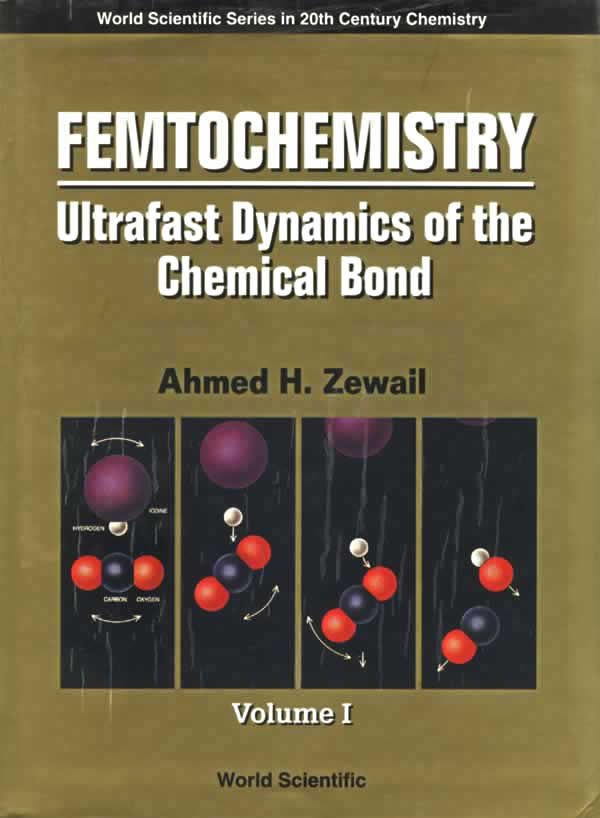 World Scientific Series in 20th Century Chemistry
FEMTOCHEMISTRY
Ultrafast Dynamics of the
Chemical Bond
Ahmed H. Zewail
IODINE
HYDROGEN
CARBON OXYGEN
Volume I
World Scientific